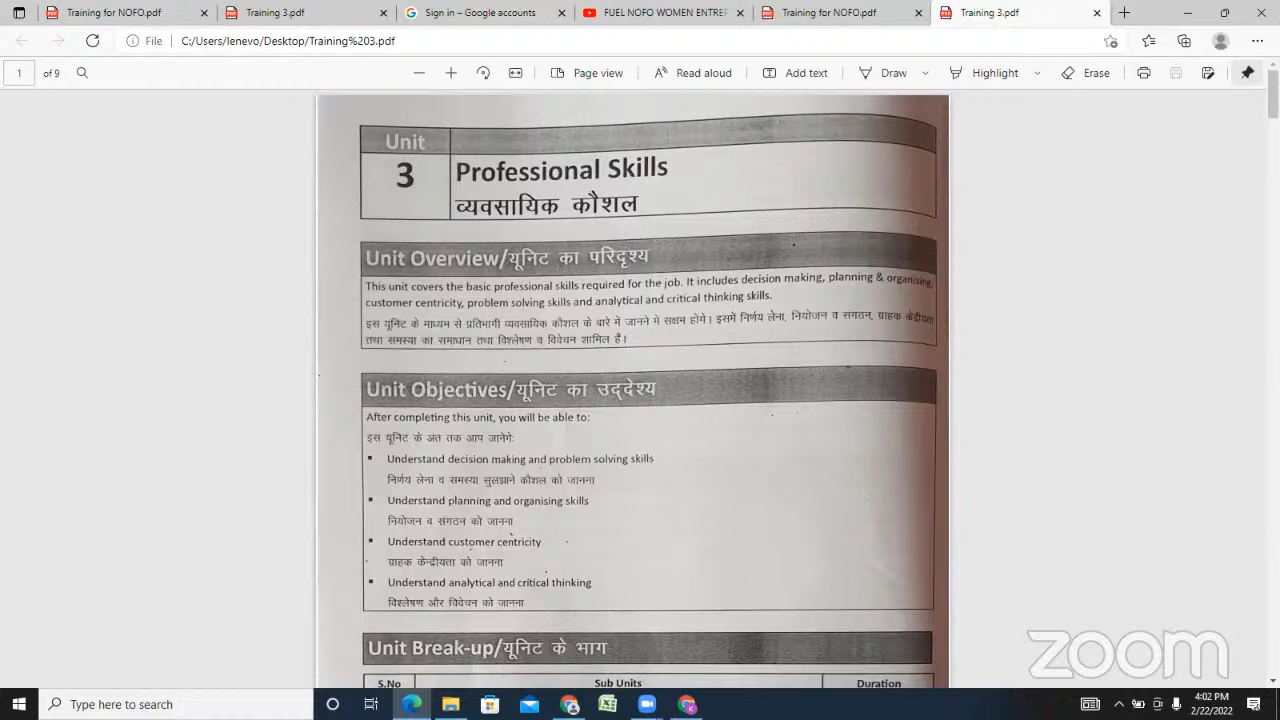 Training for NOFO.pdf
Training 3.pdf
Sign in – Google accounts
FUEL NOFO WOMEN ENTREF
Training for NOFO.pdf
Training 3.pdf
File
C:/Users/lenevo/Desktop/Training%203.pdf
1 of 9
Page view
Read aloud
Add text
Draw
Highlight
Erase
Unit
3
Professional Skills
व्यवसायिक कौशल
Unit Overview/यूनिट का परिदृश्य
This unit covers the basic professional skills required for the job. It includes decision making, planning & organising,
customer centricity, problem solving skills and analytical and critical thinking skills.
इस यूनिट के माध्यम से प्रतिभागी व्यवसायिक कौशल के बारे मे जानने मे सक्षम होगे। इसमें निर्णय लेना, नियोजन व संगठन, ग्राहक केंद्रीयता
तथा समस्या का समाधान तथा विश्लेषण व विवेचन शामिल हैं।
Unit Objectives/यूनिट का उद्देश्य
After completing this unit, you will be able to:
इस यूनिट के अंत तक आप जानेगे:
▪ Understand decision making and problem solving skills
निर्णय लेना व समस्या सुलझाने कौशल को जानना
▪ Understand planning and organising skills
नियोजन व संगठन को जानना
▪ Understand customer centricity
ग्राहक केन्द्रीयता को जानना
▪ Understand analytical and critical thinking
विश्लेषण और विवेचन को जानना
Unit Break-up/यूनिट के भाग
S.No
Sub Units
Duration
zoom
Type here to search
4:02 PM
2/22/2022